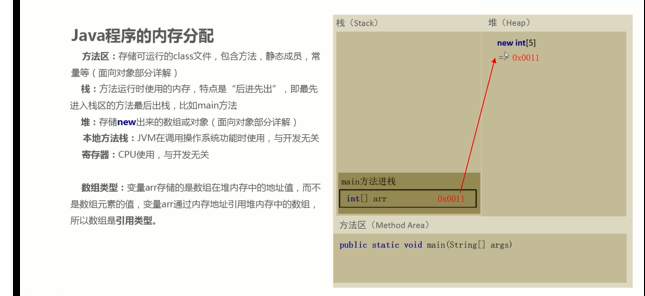 Java程序的内存分配
方法区：存储可运行的class文件，包含方法，静态成员，常
量等（面向对象部分详解）
栈：方法运行时使用的内存，特点是“后进先出”，即最先
进入栈区的方法最后出栈，比如main方法
堆：存储new出来的数组或对象（面向对象部分详解）
本地方法栈：JVM在调用操作系统功能时使用，与开发无关
寄存器：CPU使用，与开发无关
数组类型：变量arr存储的是数组在堆内存中的地址值，而不
是数组元素的值，变量arr通过内存地址引用堆内存中的数组，
所以数组是引用类型。
栈（Stack）
堆（Heap）
new int[5]
=> 0x0011
main方法进栈
int[] arr 0x0011
方法区（Method Area）
public static void main(String[] args)